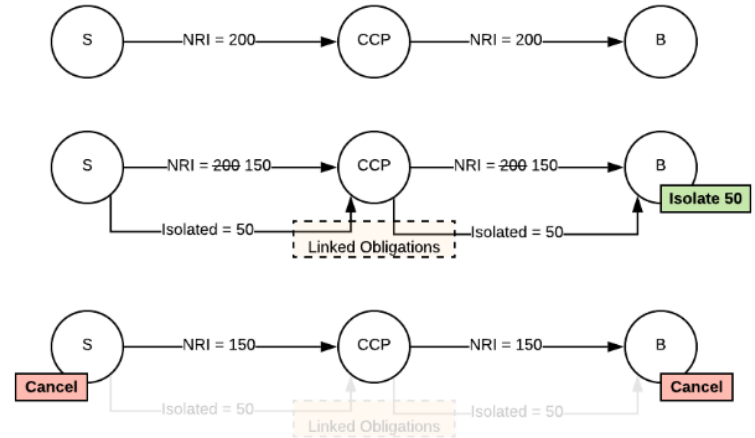 S NRI = 200 CCP NRI = 200 B
S NRI = 200 150 CCP NRI = 200 150 B
Isolate 50
Isolated = 50 Isolated = 50
Linked Obligations
S NRI = 150 CCP NRI = 150 B
Cancel Cancel
Isolated = 50 Isolated = 50
Linked Obligations